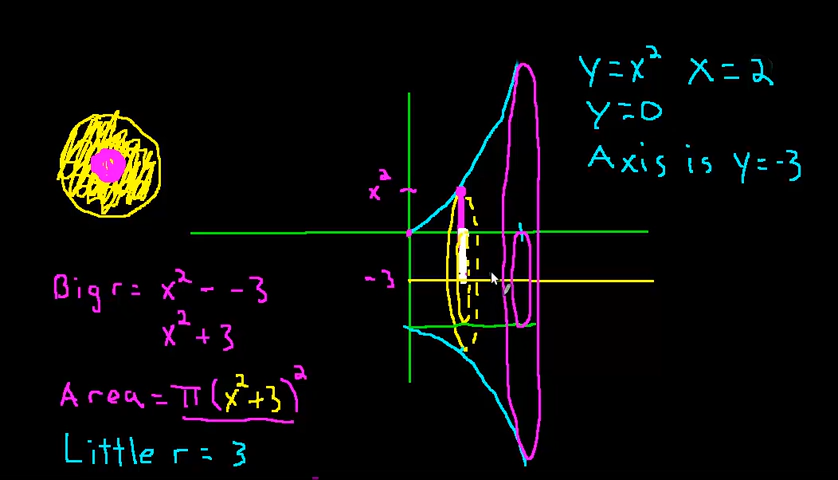 y = x² x = 2
y = 0
Axis is y = -3
x²
-3
Big r = x² - -3
x² + 3
Area = π(x² + 3)²
Little r = 3